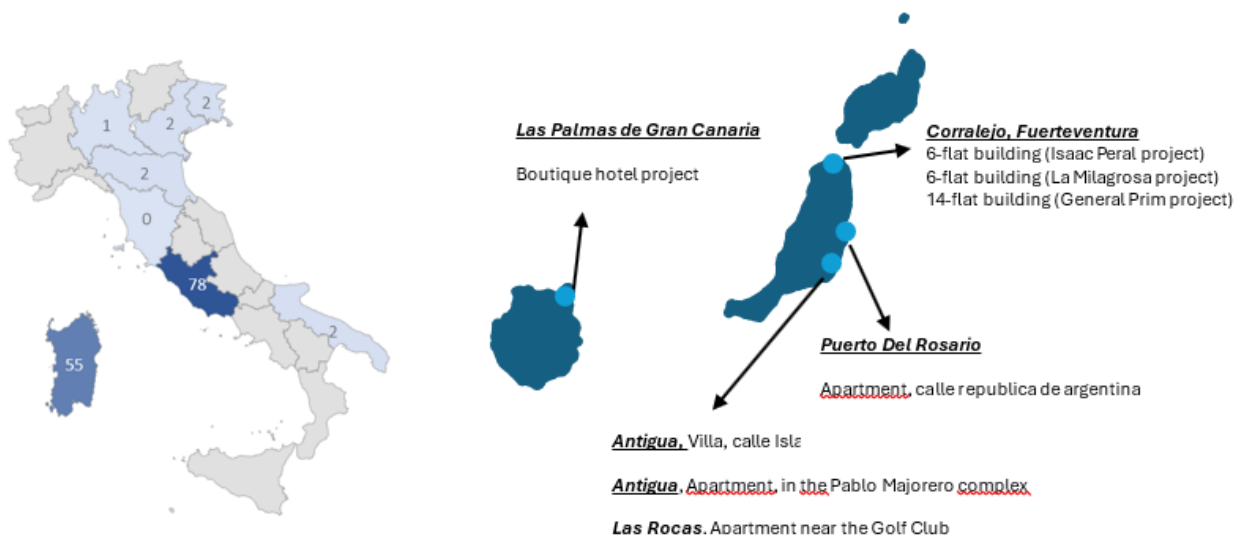 1
2
2
2
0
78
2
55
Las Palmas de Gran Canaria
Boutique hotel project
Corralejo, Fuerteventura
6-flat building (Isaac Peral project)
6-flat building (La Milagrosa project)
14-flat building (General Prim project)
Puerto Del Rosario
Apartment, calle republica de argentina
Antigua, Villa, calle Isla
Antigua, Apartment, in the Pablo Majorero complex
Las Rocas. Apartment near the Golf Club